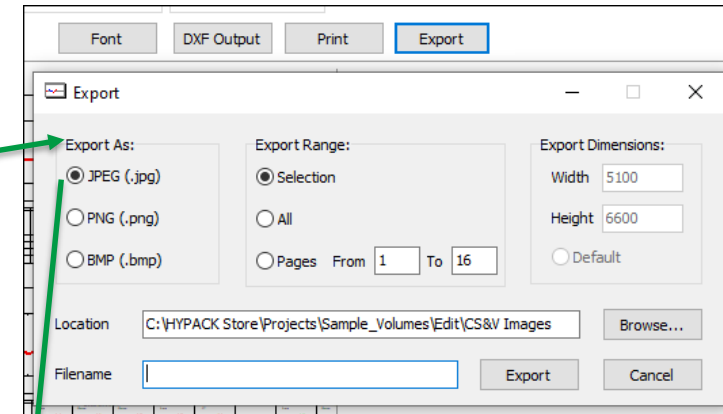 Font DXF Output Print Export
Export
Export As: Export Range: Export Dimensions:
JPEG (.jpg) Selection Width 5100
PNG (.png) All Height 6600
BMP (.bmp) Pages From 1 To 16 Default
Location C:\HYPACK Store\Projects\Sample_Volumes\Edit\CS&V Images Browse...
Filename Export Cancel